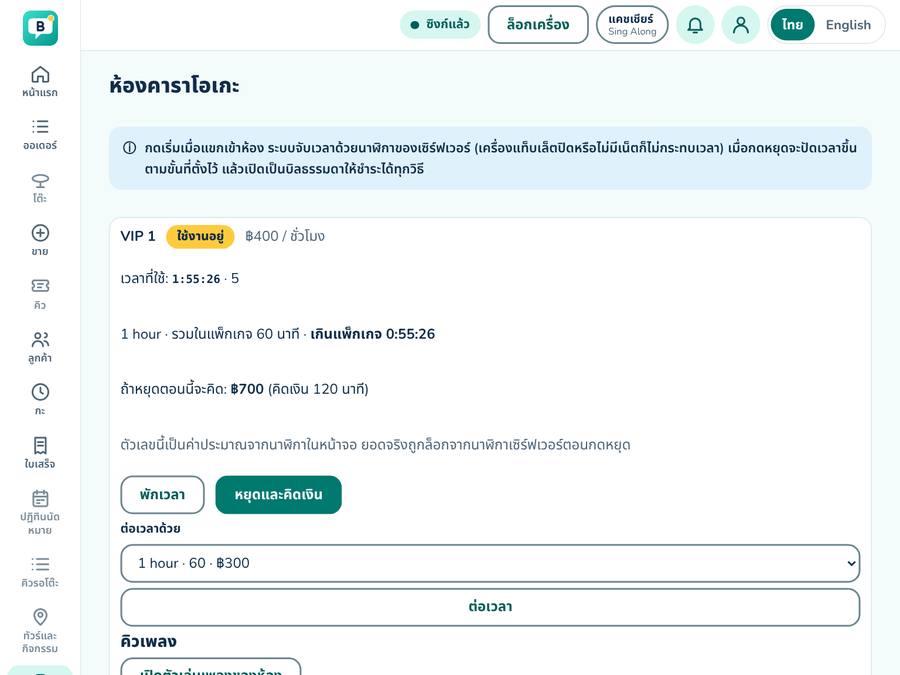 B
ซิงก์แล้ว
ล็อกเครื่อง
แคชเชียร์
Sing Along
ไทย
English
หน้าแรก
ออเดอร์
โต๊ะ
ขาย
คิว
ลูกค้า
กะ
ใบเสร็จ
ปฏิทินนัด
หมาย
คิวรอโต๊ะ
ทัวร์และ
กิจกรรม
ห้องคาราโอเกะ
กดเริ่มเมื่อแขกเข้าห้อง ระบบจับเวลาด้วยนาฬิกาของเซิร์ฟเวอร์ (เครื่องแท็บเล็ตปิดหรือไม่มีเน็ตก็ไม่กระทบเวลา) เมื่อกดหยุดจะปัดเวลาขึ้น
ตามขั้นที่ตั้งไว้ แล้วเปิดเป็นบิลธรรมดาให้ชำระได้ทุกวิธี
VIP 1 ใช้งานอยู่ ฿400 / ชั่วโมง
เวลาที่ใช้: 1:55:26 · 5
1 hour · รวมในแพ็กเกจ 60 นาที · เกินแพ็กเกจ 0:55:26
ถ้าหยุดตอนนี้จะคิด: ฿700 (คิดเงิน 120 นาที)
ตัวเลขนี้เป็นค่าประมาณจากนาฬิกาในหน้าจอ ยอดจริงถูกล็อกจากนาฬิกาเซิร์ฟเวอร์ตอนกดหยุด
พักเวลา
หยุดและคิดเงิน
ต่อเวลาด้วย
1 hour · 60 · ฿300
ต่อเวลา
คิวเพลง